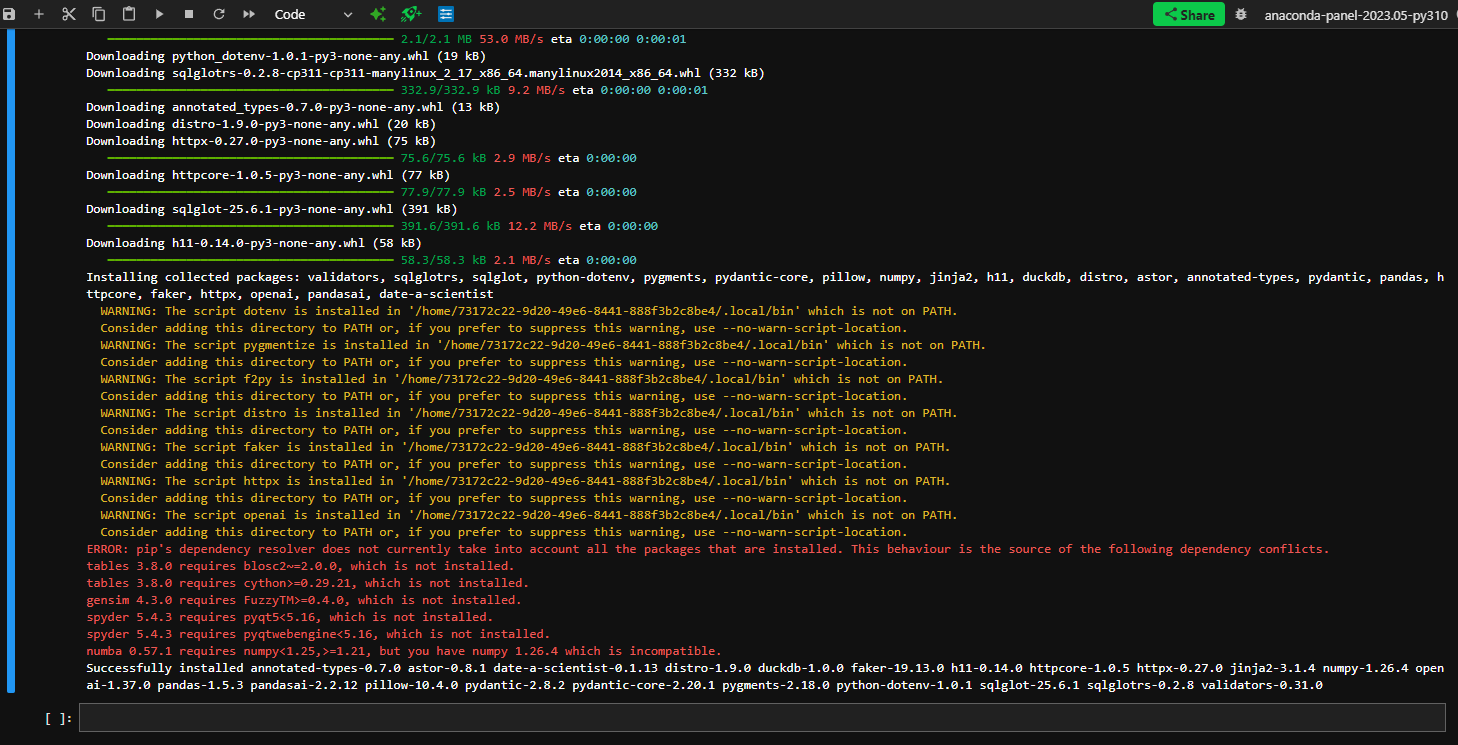 Code
Share
anaconda-panel-2023.05-py310
2.1/2.1 MB 53.0 MB/s eta 0:00:00 0:00:01
Downloading python_dotenv-1.0.1-py3-none-any.whl (19 kB)
Downloading sqlglotrs-0.2.8-cp311-cp311-manylinux_2_17_x86_64.manylinux2014_x86_64.whl (332 kB)
332.9/332.9 kB 9.2 MB/s eta 0:00:00 0:00:01
Downloading annotated_types-0.7.0-py3-none-any.whl (13 kB)
Downloading distro-1.9.0-py3-none-any.whl (20 kB)
Downloading httpx-0.27.0-py3-none-any.whl (75 kB)
75.6/75.6 kB 2.9 MB/s eta 0:00:00
Downloading httpcore-1.0.5-py3-none-any.whl (77 kB)
77.9/77.9 kB 2.5 MB/s eta 0:00:00
Downloading sqlglot-25.6.1-py3-none-any.whl (391 kB)
391.6/391.6 kB 12.2 MB/s eta 0:00:00
Downloading h11-0.14.0-py3-none-any.whl (58 kB)
58.3/58.3 kB 2.1 MB/s eta 0:00:00
Installing collected packages: validators, sqlglotrs, sqlglot, python-dotenv, pygments, pydantic-core, pillow, numpy, jinja2, h11, duckdb, distro, astor, annotated-types, pydantic, pandas, h
ttpcore, faker, httpx, openai, pandasai, date-a-scientist
WARNING: The script dotenv is installed in '/home/73172c22-9d20-49e6-8441-888f3b2c8be4/.local/bin' which is not on PATH.
Consider adding this directory to PATH or, if you prefer to suppress this warning, use --no-warn-script-location.
WARNING: The script pygmentize is installed in '/home/73172c22-9d20-49e6-8441-888f3b2c8be4/.local/bin' which is not on PATH.
Consider adding this directory to PATH or, if you prefer to suppress this warning, use --no-warn-script-location.
WARNING: The script f2py is installed in '/home/73172c22-9d20-49e6-8441-888f3b2c8be4/.local/bin' which is not on PATH.
Consider adding this directory to PATH or, if you prefer to suppress this warning, use --no-warn-script-location.
WARNING: The script distro is installed in '/home/73172c22-9d20-49e6-8441-888f3b2c8be4/.local/bin' which is not on PATH.
Consider adding this directory to PATH or, if you prefer to suppress this warning, use --no-warn-script-location.
WARNING: The script faker is installed in '/home/73172c22-9d20-49e6-8441-888f3b2c8be4/.local/bin' which is not on PATH.
Consider adding this directory to PATH or, if you prefer to suppress this warning, use --no-warn-script-location.
WARNING: The script httpx is installed in '/home/73172c22-9d20-49e6-8441-888f3b2c8be4/.local/bin' which is not on PATH.
Consider adding this directory to PATH or, if you prefer to suppress this warning, use --no-warn-script-location.
WARNING: The script openai is installed in '/home/73172c22-9d20-49e6-8441-888f3b2c8be4/.local/bin' which is not on PATH.
Consider adding this directory to PATH or, if you prefer to suppress this warning, use --no-warn-script-location.
ERROR: pip's dependency resolver does not currently take into account all the packages that are installed. This behaviour is the source of the following dependency conflicts.
tables 3.8.0 requires blosc2~=2.0.0, which is not installed.
tables 3.8.0 requires cython>=0.29.21, which is not installed.
gensim 4.3.0 requires FuzzyTM>=0.4.0, which is not installed.
spyder 5.4.3 requires pyqt5<5.16, which is not installed.
spyder 5.4.3 requires pyqtwebengine<5.16, which is not installed.
numba 0.57.1 requires numpy<1.25,>=1.21, but you have numpy 1.26.4 which is incompatible.
Successfully installed annotated-types-0.7.0 astor-0.8.1 date-a-scientist-0.1.13 distro-1.9.0 duckdb-1.0.0 faker-19.13.0 h11-0.14.0 httpcore-1.0.5 httpx-0.27.0 jinja2-3.1.4 numpy-1.26.4 open
ai-1.37.0 pandas-1.5.3 pandasai-2.2.12 pillow-10.4.0 pydantic-2.8.2 pydantic-core-2.20.1 pygments-2.18.0 python-dotenv-1.0.1 sqlglot-25.6.1 sqlglotrs-0.2.8 validators-0.31.0
[ ]: